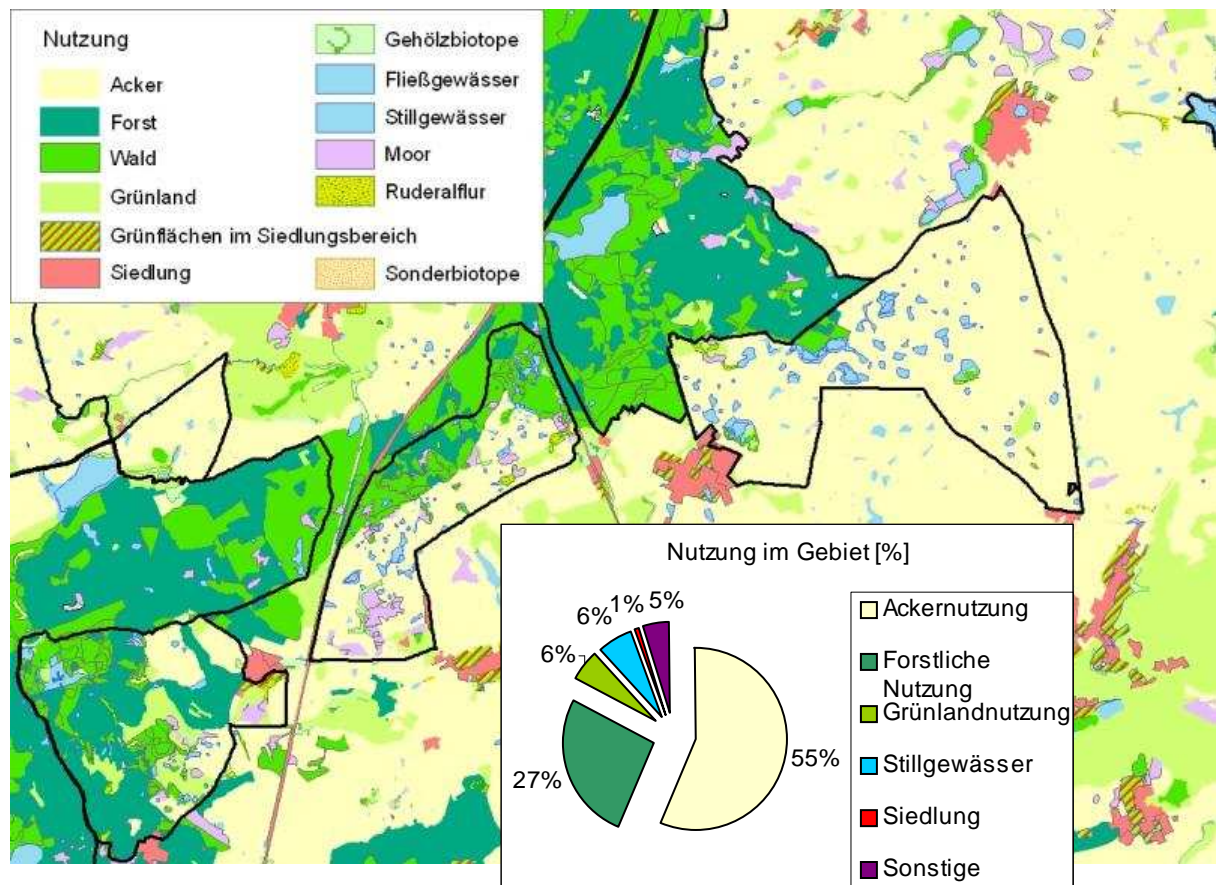 Nutzung
Acker
Forst
Wald
Grünland
Grünflächen im Siedlungsbereich
Siedlung
Gehölzbiotope
Fließgewässer
Stillgewässer
Moor
Ruderalflur
Sonderbiotope
Nutzung im Gebiet [%]
6%
1%
5%
6%
27%
55%
Ackernutzung
Forstliche
Nutzung
Grünlandnutzung
Stillgewässer
Siedlung
Sonstige